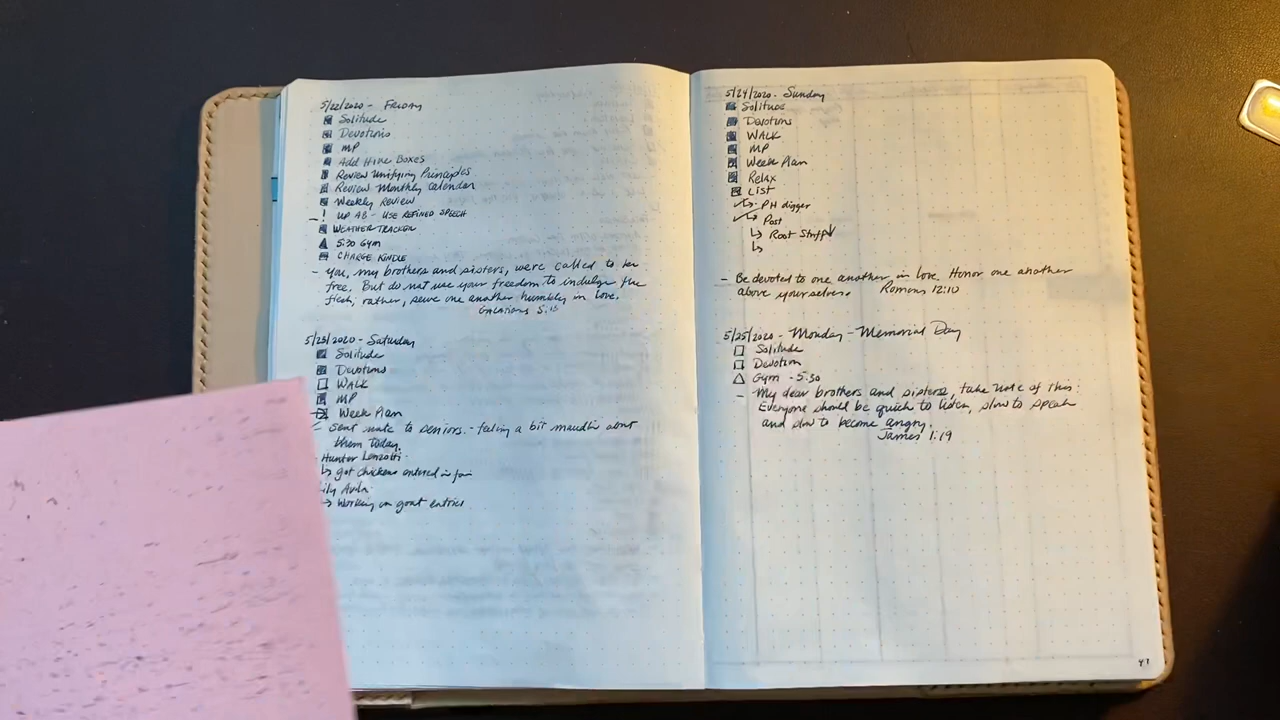 5/22/2020 - Friday
Solitude
Devotions
MP
Add Hive Boxes
Review Unifying Principles
Review Monthly Calendar
Weekly Review
! UP AB - USE REFINED SPEECH
WEATHER TRACKER
5:30 Gym
CHARGE KINDLE
- You, my brothers and sisters, were called to be
free. But do not use your freedom to indulge the
flesh; rather, serve one another humbly in love.
Galatians 5:13
5/23/2020 - Saturday
Solitude
Devotions
WALK
MP
Week Plan
Sent note to seniors. - feeling a bit maudlin about
them today.
Hunter
↳ got chickens entered in fair
Avila
→ Working on goat entries
5/24/2020 - Sunday
Solitude
Devotions
WALK
MP
Week Plan
Relax
List
↳ PH digger
↳ Post
↳ Root Stuff
↳
- Be devoted to one another in love. Honor one another
above yourselves. Romans 12:10
5/25/2020 - Monday - Memorial Day
Solitude
Devotion
Gym - 5:30
- My dear brothers and sisters, take note of this:
Everyone should be quick to listen, slow to speak
and slow to become angry.
James 1:19
41